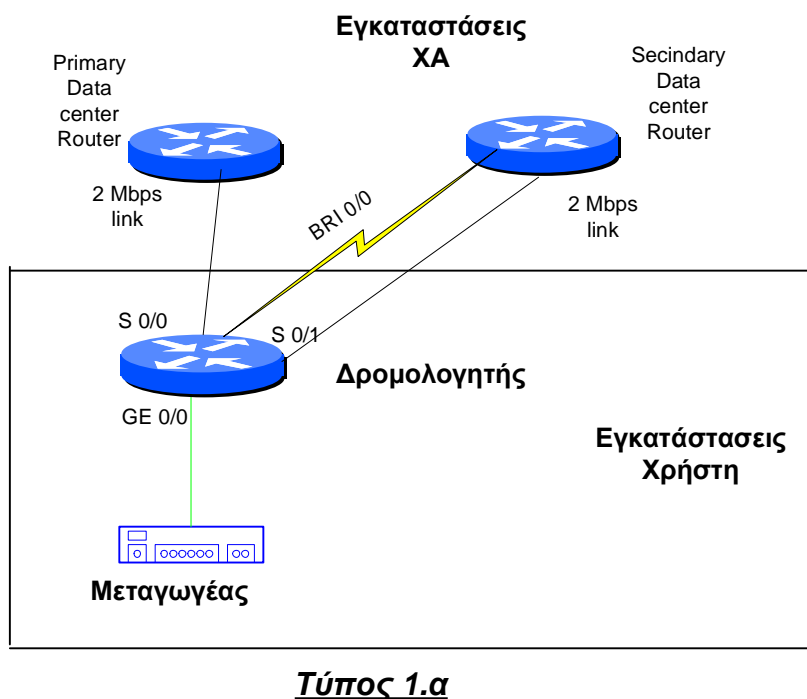 Εγκαταστάσεις
ΧΑ
Primary
Data
center
Router
Secindary
Data
center
Router
2 Mbps
link
BRI 0/0
2 Mbps
link
S 0/0
S 0/1
Δρομολογητής
GE 0/0
Εγκατάστασεις
Χρήστη
Μεταγωγέας
Τύπος 1.α